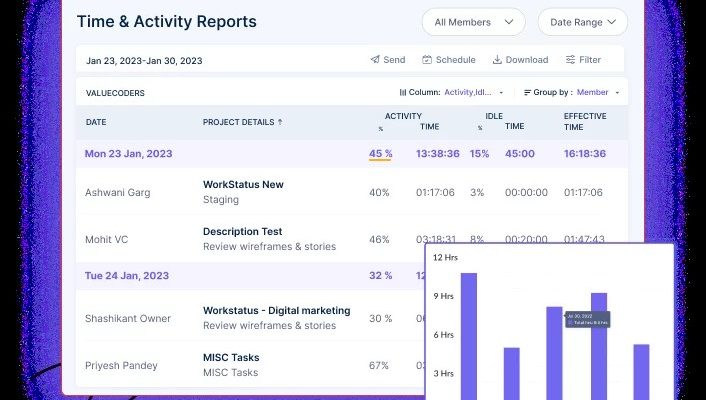 Time & Activity Reports
All Members
Date Range
Jan 23, 2023-Jan 30, 2023
Send
Schedule
Download
Filter
VALUECODERS
Column: Activity,Idl...
Group by : Member
DATE PROJECT DETAILS ↑ ACTIVITY % TIME IDLE % TIME EFFECTIVE TIME
Mon 23 Jan, 2023 45 % 13:38:36 15% 45:00 16:18:36
Ashwani Garg WorkStatus New 40% 01:17:06 3% 00:00:00 01:17:06
Staging
Mohit VC Description Test 46% 03:18:31 8% 00:20:00 01:47:43
Review wireframes & stories
Tue 24 Jan, 2023 32 % 12
Shashikant Owner Workstatus - Digital marketing 30 %
Review wireframes & stories
Priyesh Pandey MISC Tasks 67%
MISC Tasks
12 Hrs
9 Hrs
6 Hrs
3 Hrs
Jul 30, 2022